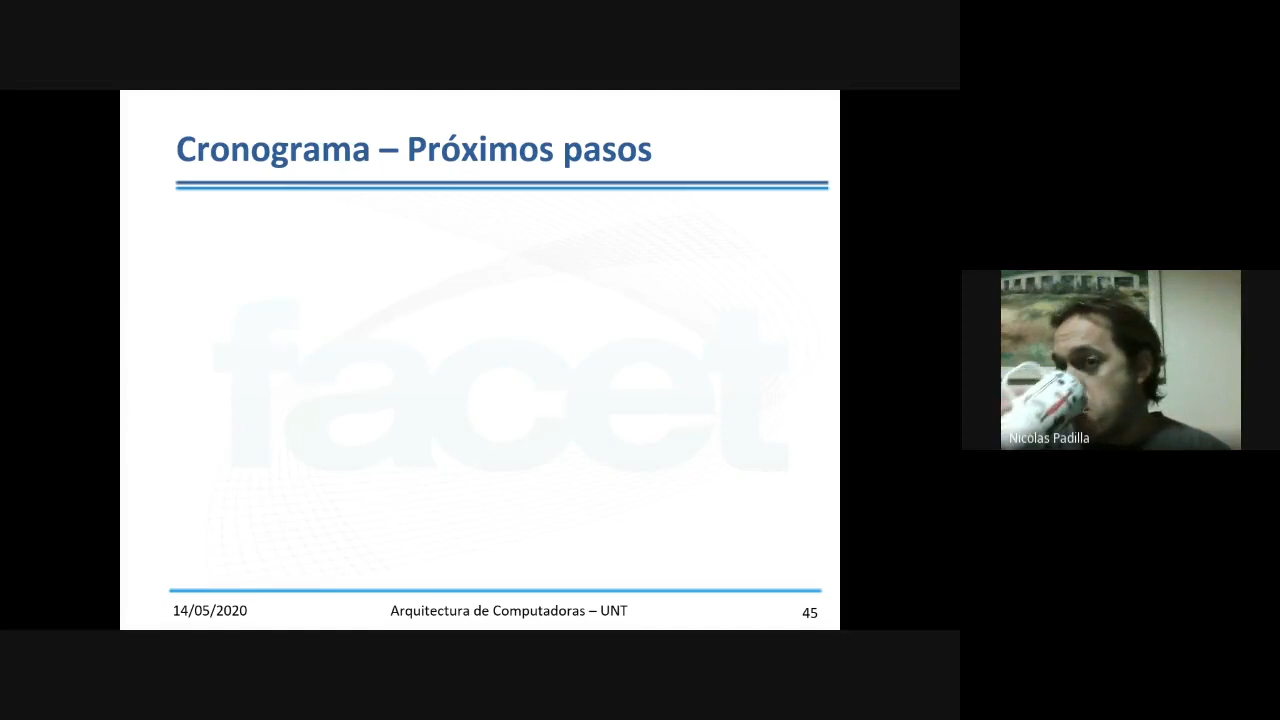 Cronograma – Próximos pasos
facet
14/05/2020
Arquitectura de Computadoras – UNT
45
Nicolas Padilla